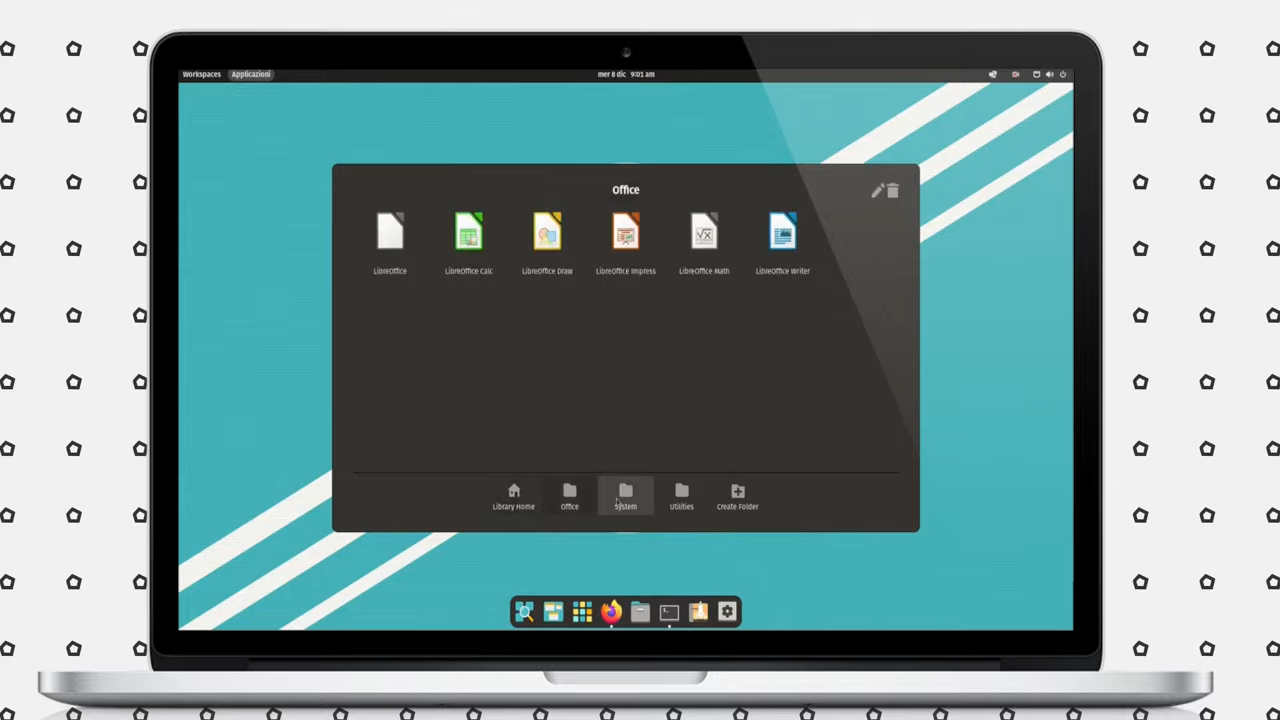 Workspaces Applicazioni mer 8 dic 9:01 am
Office
LibreOffice LibreOffice Calc LibreOffice Draw LibreOffice Impress LibreOffice Math LibreOffice Writer
Library Home Office System Utilities Create Folder